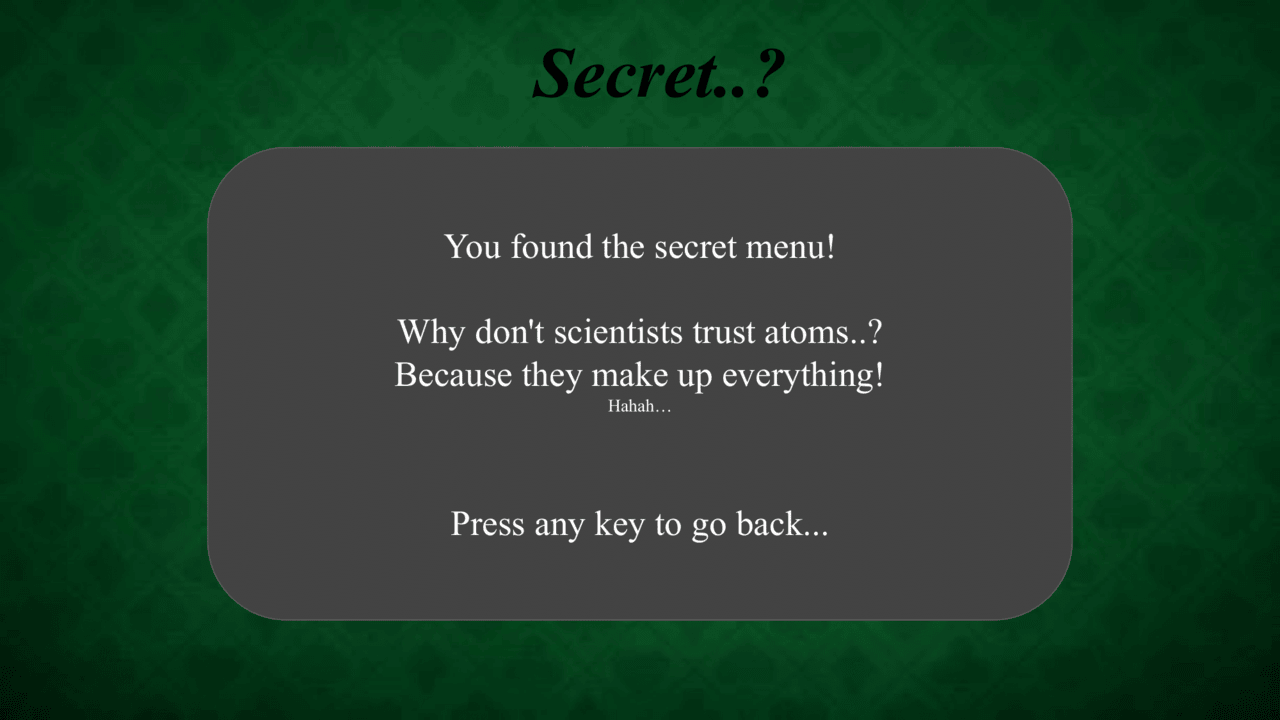 Secret..?
You found the secret menu!
Why don't scientists trust atoms..?
Because they make up everything!
Hahah…
Press any key to go back...